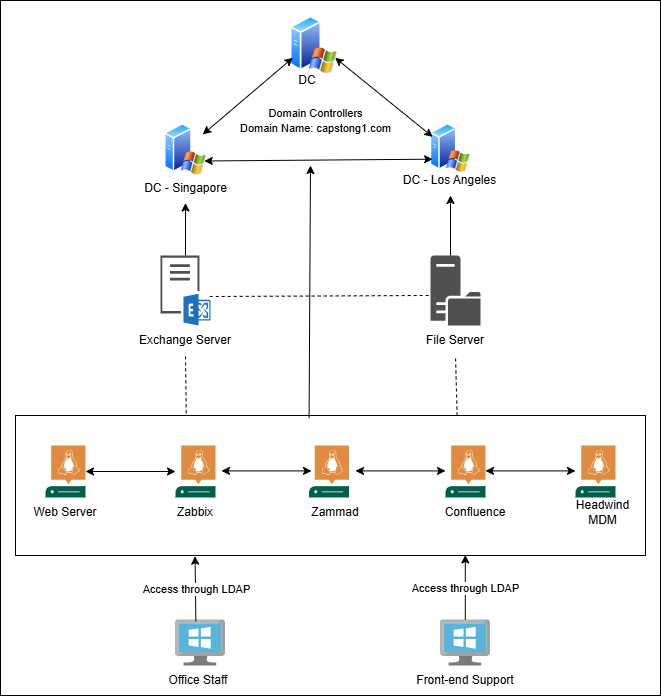 DC
Domain Controllers
Domain Name: capstong1.com
DC - Singapore
DC - Los Angeles
Exchange Server
File Server
Web Server
Zabbix
Zammad
Confluence
Headwind
MDM
Access through LDAP
Access through LDAP
Office Staff
Front-end Support